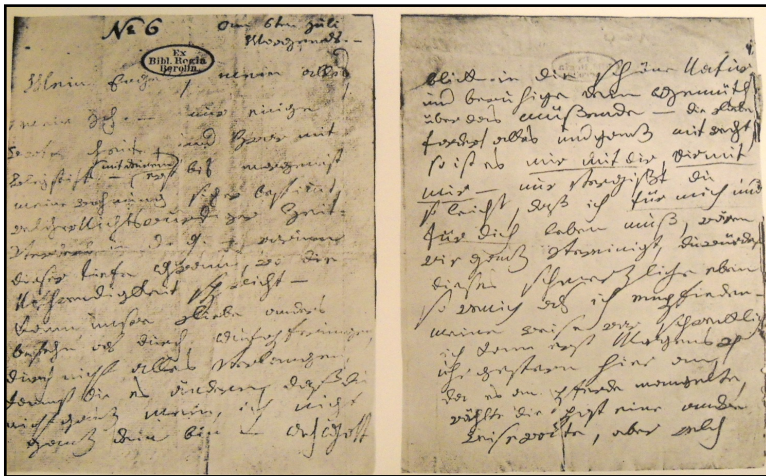 № 6
am 6ten Juli
Morgends. –
Ex
Bibl. Regia
Berolin.
Mein Engel, mein alles
mein Ich. – nur einige
Worte heute, und zwar mit
Bleystift (mit deinem) – erst bis morgen ist
meine Wohnung sicher bestimmt,
welcher Nichtswürdiger Zeit-
verderb in d. g. – warum
dieser tiefe Gram, wo die
Nothwendigkeit spricht –
Kann unsre Liebe anders
bestehn als durch Aufopferungen,
durch nicht alles verlangen,
kannst du es ändern, daß du
nicht ganz mein, ich nicht
ganz dein bin – Ach Gott
blick in die schöne Natur
und beruhige dein Gemüth
über das müßende – die Liebe
fordert alles und ganz mit recht,
so ist es mir mit dir, dir mit
mir – nur vergißt du
so leicht, daß ich für mich und
für dich leben muß, wären
wir ganz vereinigt, du würdest
dieses schmerzliche eben
so wenig als ich empfinden –
meine Reise war schrecklich
ich kam erst Morgens 4
uhr gestern hier an,
da es an Pferde mangelte,
wählte die Post eine andre
Reiseroute, aber welch